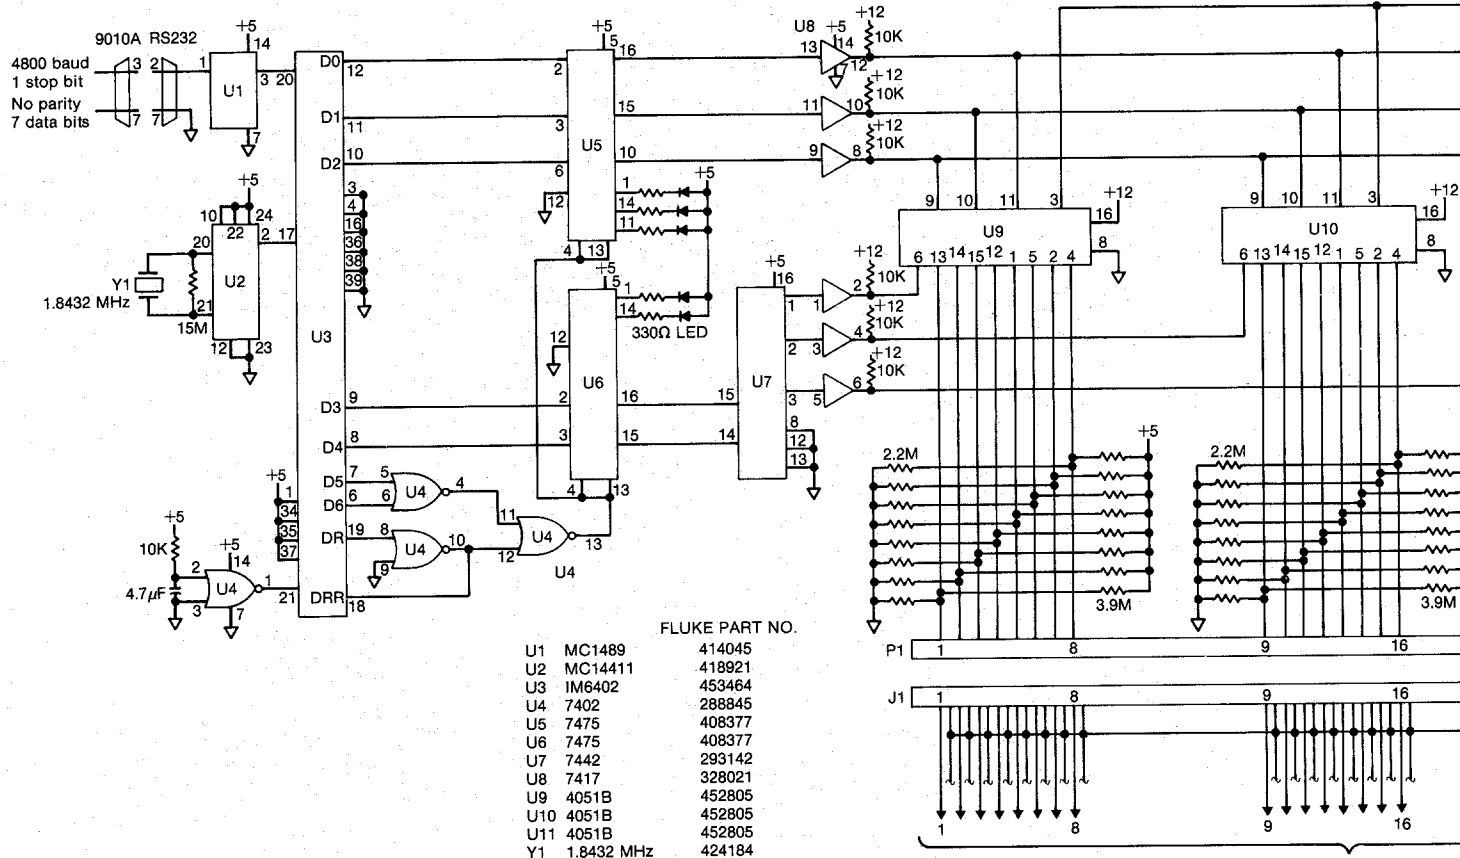 9010A RS232
4800 baud
1 stop bit
No parity
7 data bits
3 2
7 7
1 U1 3 20
+5
14
7
+5
10 24
22
20 2 17
U2
Y1
1.8432 MHz
21
15M
12 23
U3
D0 12
D1 11
D2 10
3
4
16
36
38
39
D3 9
D4 8
D5 7
D6 6
DR 19
DRR 18
+5
1
34
35
37
21
+5
10K
4.7µF
+5
14
2
U4 1
3
7
5
6 U4 4
8
9 U4 10
11
12 13
U4
U4
+5
5 16
2
3 15
U5
6 10
12 1
14
11
4 13
+5
+5
5 1
14
330Ω LED
12
U6
2 16
3 15
4 13
+5
16
1
2
U7
15 3
14 8
12
13
U8 +5
13 14
7 12
+12
10K
11 10
+12
10K
9 8
+12
10K
1 2
+12
10K
3 4
+12
10K
5 6
+12
10K
9 10 11 3
U9 16 +12
8
6 13 14 15 12 1 5 2 4
9 10 11 3
U10 16 +12
8
6 13 14 15 12 1 5 2 4
2.2M
+5
3.9M
2.2M
3.9M
P1 1 8 9 16
J1 1 8 9 16
1 8 9 16
FLUKE PART NO.
U1 MC1489 414045
U2 MC14411 418921
U3 IM6402 453464
U4 7402 288845
U5 7475 408377
U6 7475 408377
U7 7442 293142
U8 7417 328021
U9 4051B 452805
U10 4051B 452805
U11 4051B 452805
Y1 1.8432 MHz 424184